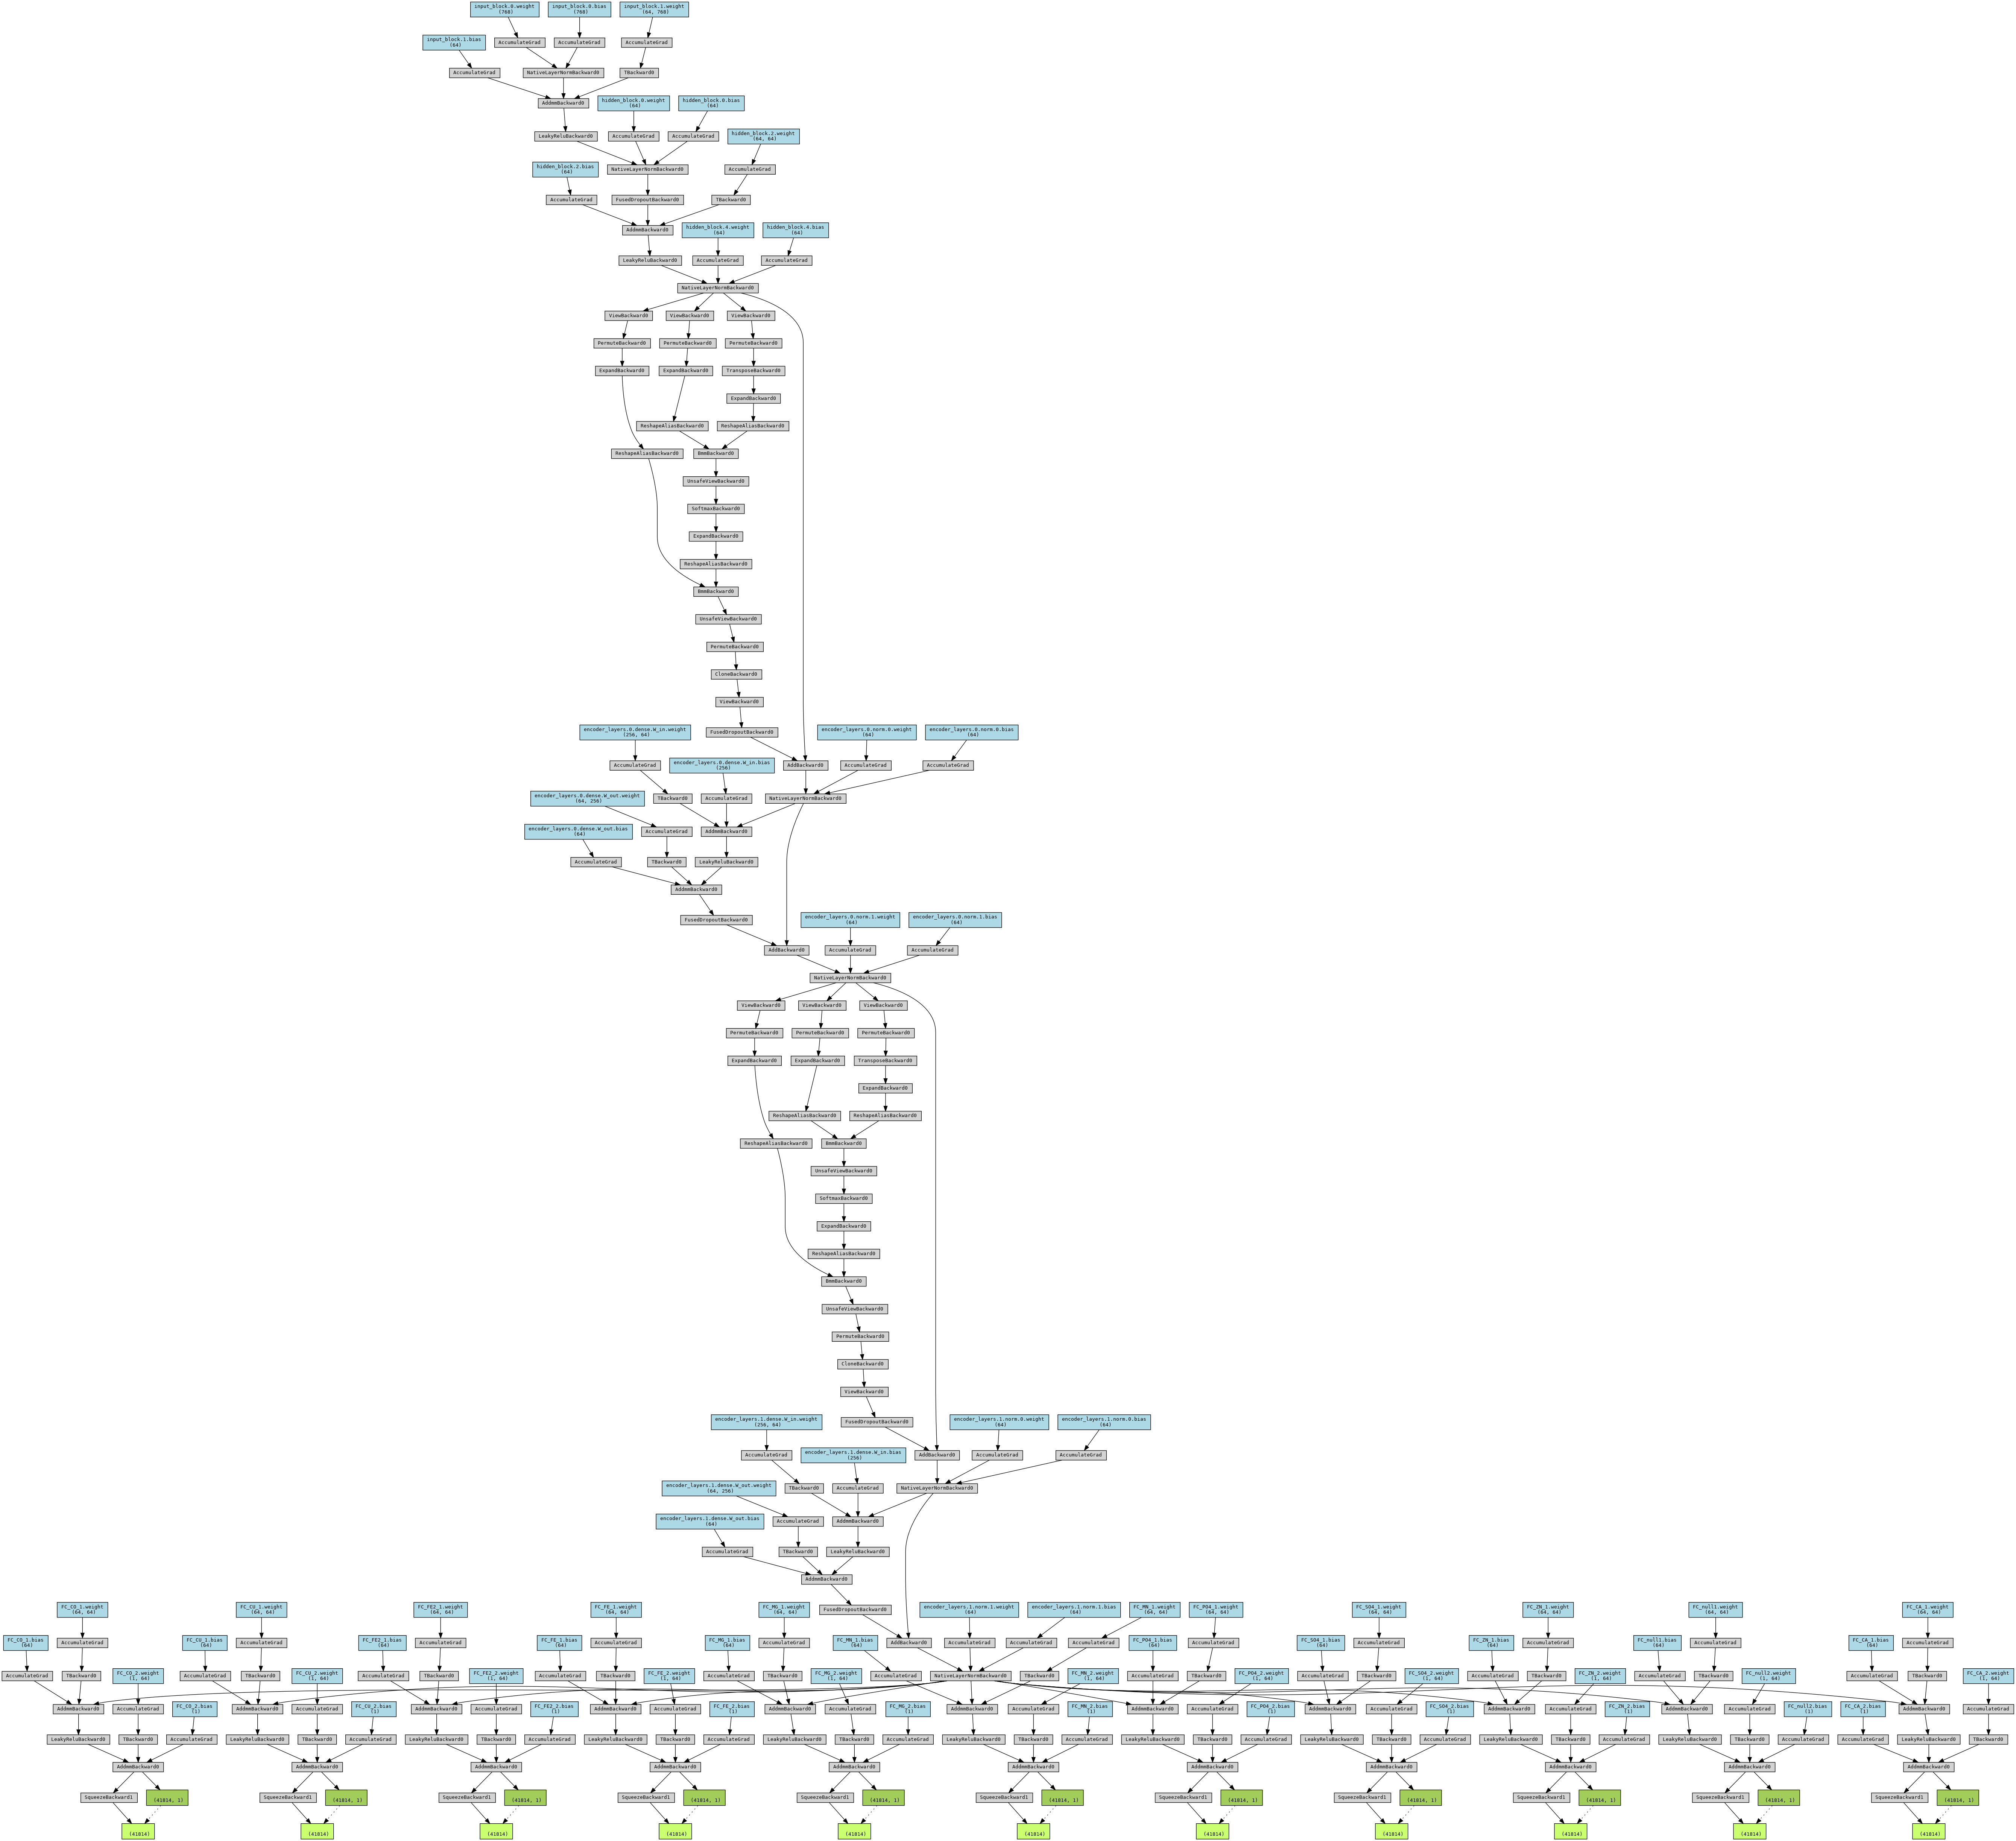 input_block.0.weight
(768)
input_block.0.bias
(768)
input_block.1.weight
(64, 768)
input_block.1.bias
(64)
AccumulateGrad
AccumulateGrad
AccumulateGrad
AccumulateGrad
NativeLayerNormBackward0
TBackward0
AddmmBackward0
hidden_block.0.weight
(64)
hidden_block.0.bias
(64)
LeakyReluBackward0
AccumulateGrad
AccumulateGrad
hidden_block.2.weight
(64, 64)
hidden_block.2.bias
(64)
NativeLayerNormBackward0
AccumulateGrad
AccumulateGrad
FusedDropoutBackward0
TBackward0
AddmmBackward0
hidden_block.4.weight
(64)
hidden_block.4.bias
(64)
LeakyReluBackward0
AccumulateGrad
AccumulateGrad
NativeLayerNormBackward0
ViewBackward0
ViewBackward0
ViewBackward0
PermuteBackward0
PermuteBackward0
PermuteBackward0
ExpandBackward0
ExpandBackward0
TransposeBackward0
ExpandBackward0
ReshapeAliasBackward0
ReshapeAliasBackward0
ReshapeAliasBackward0
BmmBackward0
UnsafeViewBackward0
SoftmaxBackward0
ExpandBackward0
ReshapeAliasBackward0
BmmBackward0
UnsafeViewBackward0
PermuteBackward0
CloneBackward0
ViewBackward0
encoder_layers.0.dense.W_in.weight
(256, 64)
FusedDropoutBackward0
encoder_layers.0.norm.0.weight
(64)
encoder_layers.0.norm.0.bias
(64)
AccumulateGrad
encoder_layers.0.dense.W_in.bias
(256)
AddBackward0
AccumulateGrad
AccumulateGrad
encoder_layers.0.dense.W_out.weight
(64, 256)
TBackward0
AccumulateGrad
NativeLayerNormBackward0
encoder_layers.0.dense.W_out.bias
(64)
AccumulateGrad
AddmmBackward0
AccumulateGrad
TBackward0
LeakyReluBackward0
AddmmBackward0
FusedDropoutBackward0
encoder_layers.0.norm.1.weight
(64)
encoder_layers.0.norm.1.bias
(64)
AddBackward0
AccumulateGrad
AccumulateGrad
NativeLayerNormBackward0
ViewBackward0
ViewBackward0
ViewBackward0
PermuteBackward0
PermuteBackward0
PermuteBackward0
ExpandBackward0
ExpandBackward0
TransposeBackward0
ExpandBackward0
ReshapeAliasBackward0
ReshapeAliasBackward0
ReshapeAliasBackward0
BmmBackward0
UnsafeViewBackward0
SoftmaxBackward0
ExpandBackward0
ReshapeAliasBackward0
BmmBackward0
UnsafeViewBackward0
PermuteBackward0
CloneBackward0
ViewBackward0
encoder_layers.1.dense.W_in.weight
(256, 64)
FusedDropoutBackward0
encoder_layers.1.norm.0.weight
(64)
encoder_layers.1.norm.0.bias
(64)
AccumulateGrad
encoder_layers.1.dense.W_in.bias
(256)
AddBackward0
AccumulateGrad
AccumulateGrad
encoder_layers.1.dense.W_out.weight
(64, 256)
TBackward0
AccumulateGrad
NativeLayerNormBackward0
encoder_layers.1.dense.W_out.bias
(64)
AccumulateGrad
AddmmBackward0
AccumulateGrad
TBackward0
LeakyReluBackward0
AddmmBackward0
FC_CO_1.weight
(64, 64)
FC_CU_1.weight
(64, 64)
FC_FE2_1.weight
(64, 64)
FC_FE_1.weight
(64, 64)
FC_MG_1.weight
(64, 64)
FusedDropoutBackward0
encoder_layers.1.norm.1.weight
(64)
encoder_layers.1.norm.1.bias
(64)
FC_MN_1.weight
(64, 64)
FC_PO4_1.weight
(64, 64)
FC_SO4_1.weight
(64, 64)
FC_ZN_1.weight
(64, 64)
FC_null1.weight
(64, 64)
FC_CA_1.weight
(64, 64)
FC_CO_1.bias
(64)
AccumulateGrad
FC_CU_1.bias
(64)
AccumulateGrad
FC_FE2_1.bias
(64)
AccumulateGrad
FC_FE_1.bias
(64)
AccumulateGrad
FC_MG_1.bias
(64)
AccumulateGrad
FC_MN_1.bias
(64)
AddBackward0
AccumulateGrad
AccumulateGrad
AccumulateGrad
FC_PO4_1.bias
(64)
AccumulateGrad
FC_SO4_1.bias
(64)
AccumulateGrad
FC_ZN_1.bias
(64)
AccumulateGrad
FC_null1.bias
(64)
AccumulateGrad
FC_CA_1.bias
(64)
AccumulateGrad
AccumulateGrad
TBackward0
FC_CO_2.weight
(1, 64)
AccumulateGrad
TBackward0
FC_CU_2.weight
(1, 64)
AccumulateGrad
TBackward0
FC_FE2_2.weight
(1, 64)
AccumulateGrad
TBackward0
FC_FE_2.weight
(1, 64)
AccumulateGrad
TBackward0
FC_MG_2.weight
(1, 64)
AccumulateGrad
NativeLayerNormBackward0
TBackward0
FC_MN_2.weight
(1, 64)
AccumulateGrad
TBackward0
FC_PO4_2.weight
(1, 64)
AccumulateGrad
TBackward0
FC_SO4_2.weight
(1, 64)
AccumulateGrad
TBackward0
FC_ZN_2.weight
(1, 64)
AccumulateGrad
TBackward0
FC_null2.weight
(1, 64)
AccumulateGrad
TBackward0
FC_CA_2.weight
(1, 64)
AddmmBackward0
AccumulateGrad
FC_CO_2.bias
(1)
AddmmBackward0
AccumulateGrad
FC_CU_2.bias
(1)
AddmmBackward0
AccumulateGrad
FC_FE2_2.bias
(1)
AddmmBackward0
AccumulateGrad
FC_FE_2.bias
(1)
AddmmBackward0
AccumulateGrad
FC_MG_2.bias
(1)
AddmmBackward0
AccumulateGrad
FC_MN_2.bias
(1)
AddmmBackward0
AccumulateGrad
FC_PO4_2.bias
(1)
AddmmBackward0
AccumulateGrad
FC_SO4_2.bias
(1)
AddmmBackward0
AccumulateGrad
FC_ZN_2.bias
(1)
AddmmBackward0
AccumulateGrad
FC_null2.bias
(1)
FC_CA_2.bias
(1)
AddmmBackward0
AccumulateGrad
LeakyReluBackward0
TBackward0
AccumulateGrad
LeakyReluBackward0
TBackward0
AccumulateGrad
LeakyReluBackward0
TBackward0
AccumulateGrad
LeakyReluBackward0
TBackward0
AccumulateGrad
LeakyReluBackward0
TBackward0
AccumulateGrad
LeakyReluBackward0
TBackward0
AccumulateGrad
LeakyReluBackward0
TBackward0
AccumulateGrad
LeakyReluBackward0
TBackward0
AccumulateGrad
LeakyReluBackward0
TBackward0
AccumulateGrad
LeakyReluBackward0
TBackward0
AccumulateGrad
AccumulateGrad
LeakyReluBackward0
TBackward0
AddmmBackward0
AddmmBackward0
AddmmBackward0
AddmmBackward0
AddmmBackward0
AddmmBackward0
AddmmBackward0
AddmmBackward0
AddmmBackward0
AddmmBackward0
AddmmBackward0
SqueezeBackward1
(41814, 1)
SqueezeBackward1
(41814, 1)
SqueezeBackward1
(41814, 1)
SqueezeBackward1
(41814, 1)
SqueezeBackward1
(41814, 1)
SqueezeBackward1
(41814, 1)
SqueezeBackward1
(41814, 1)
SqueezeBackward1
(41814, 1)
SqueezeBackward1
(41814, 1)
SqueezeBackward1
(41814, 1)
SqueezeBackward1
(41814, 1)
(41814)
(41814)
(41814)
(41814)
(41814)
(41814)
(41814)
(41814)
(41814)
(41814)
(41814)